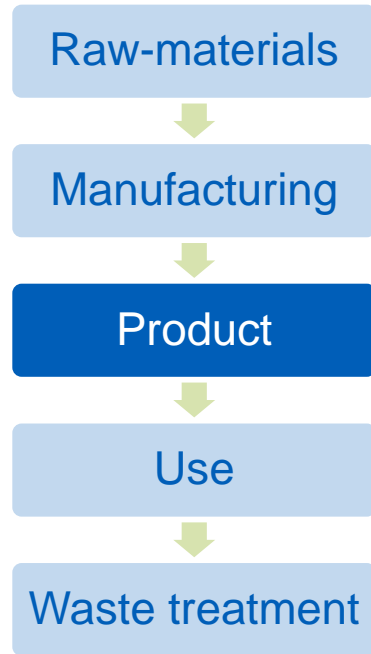 Raw-materials
Manufacturing
Product
Use
Waste treatment